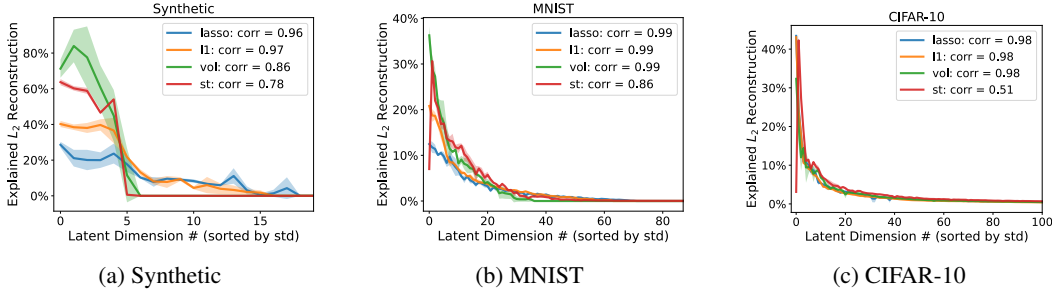 Synthetic
Explained L2 Reconstruction
80%
60%
40%
20%
0%
lasso: corr = 0.96
l1: corr = 0.97
vol: corr = 0.86
st: corr = 0.78
0 5 10 15
Latent Dimension # (sorted by std)
(a) Synthetic
MNIST
Explained L2 Reconstruction
40%
30%
20%
10%
0%
lasso: corr = 0.99
l1: corr = 0.99
vol: corr = 0.99
st: corr = 0.86
0 20 40 60 80
Latent Dimension # (sorted by std)
(b) MNIST
CIFAR-10
Explained L2 Reconstruction
40%
30%
20%
10%
0%
lasso: corr = 0.98
l1: corr = 0.98
vol: corr = 0.98
st: corr = 0.51
0 20 40 60 80 100
Latent Dimension # (sorted by std)
(c) CIFAR-10